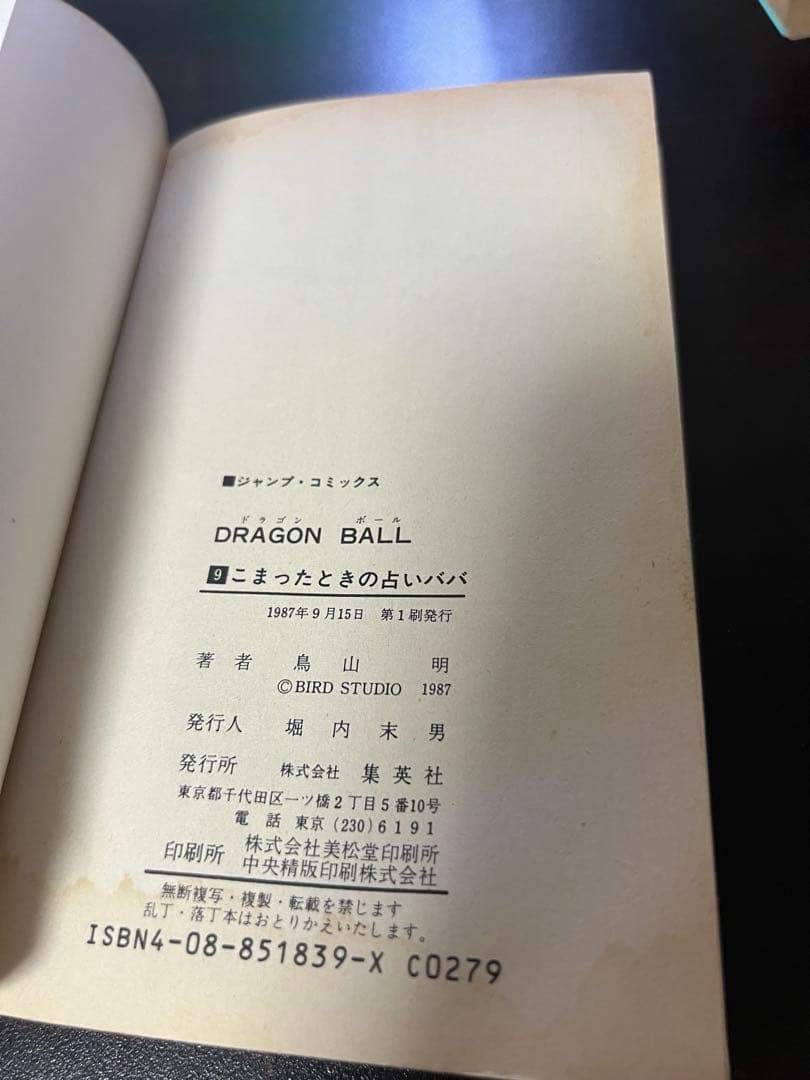 ■ジャンプ・コミックス
ドラゴン ボール
DRAGON BALL
9 こまったときの占いババ
1987年9月15日 第1刷発行
著者 鳥山 明
©BIRD STUDIO 1987
発行人 堀内末男
発行所 株式会社 集英社
東京都千代田区一ツ橋2丁目5番10号
電話 東京 (230) 6191
印刷所 株式会社美松堂印刷所
中央精版印刷株式会社
無断複写・複製・転載を禁じます
乱丁・落丁本はおとりかえいたします。
ISBN4-08-851839-X C0279